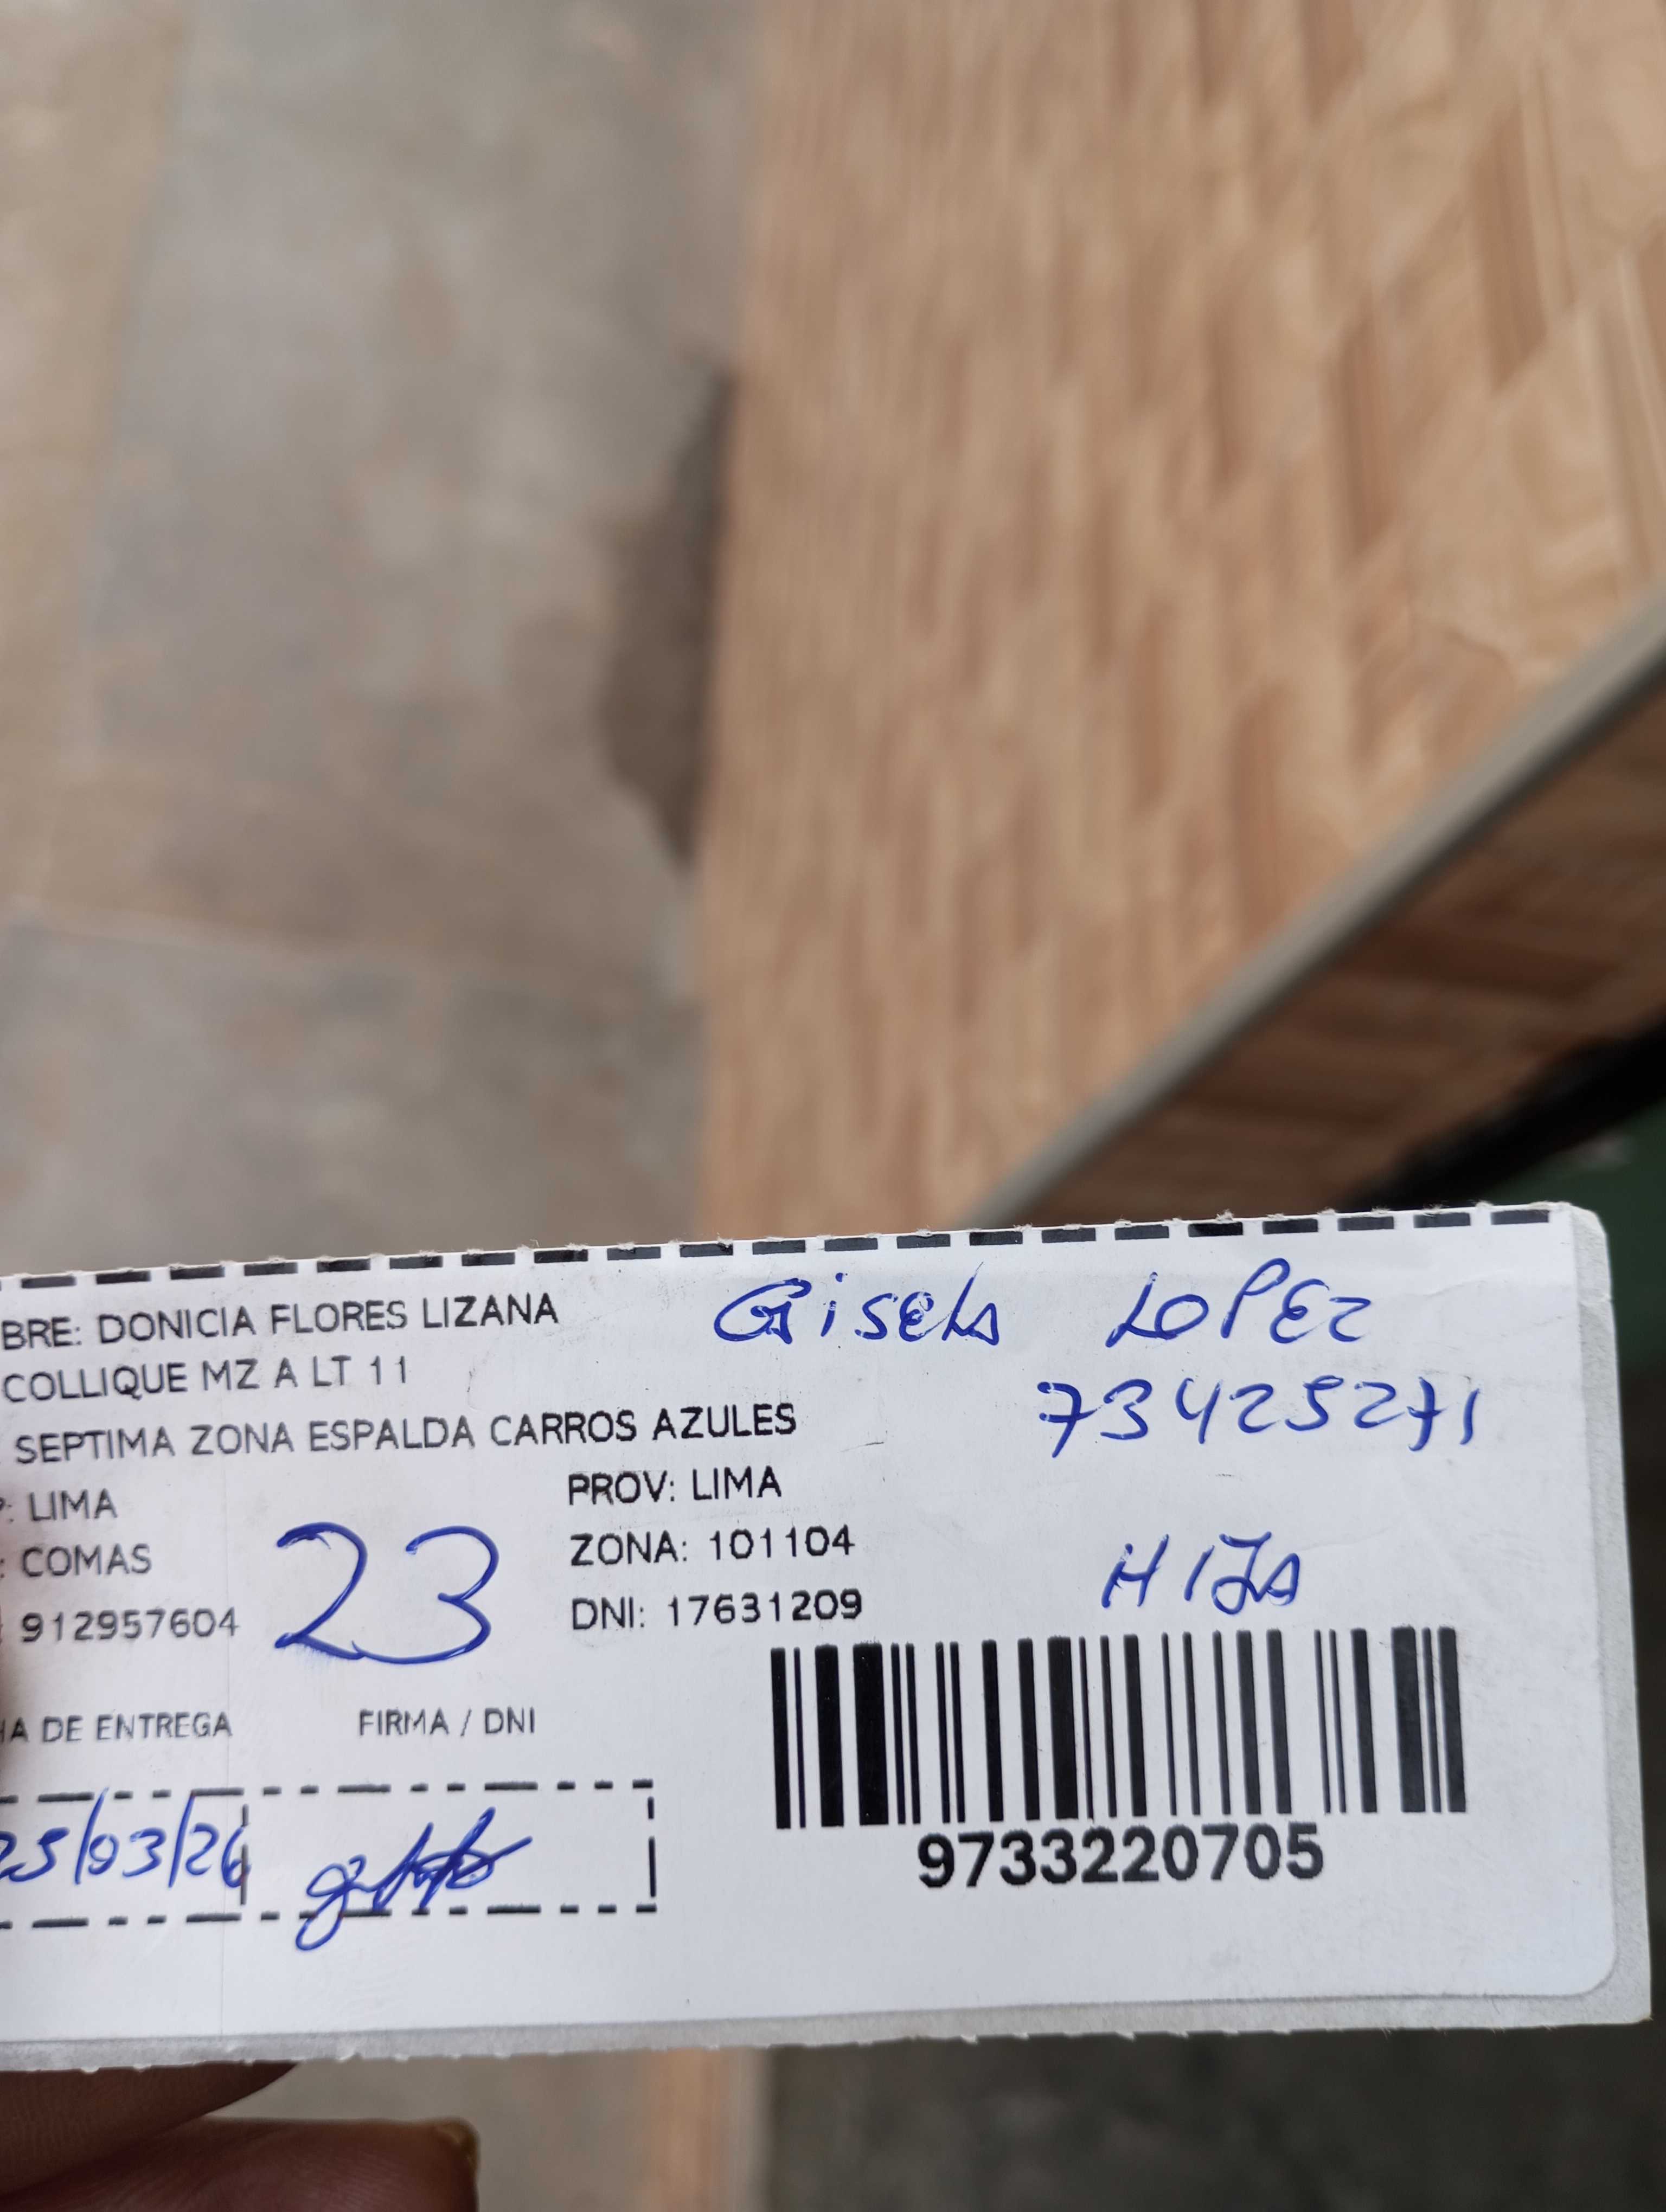 BRE: DONICIA FLORES LIZANA
Gisela LOPEZ
COLLIQUE MZ A LT 11
73425271
SEPTIMA ZONA ESPALDA CARROS AZULES
: LIMA
PROV: LIMA
: COMAS
23
ZONA: 101104
HIJA
912957604
DNI: 17631209
HA DE ENTREGA
FIRMA / DNI
25/03/26
9733220705